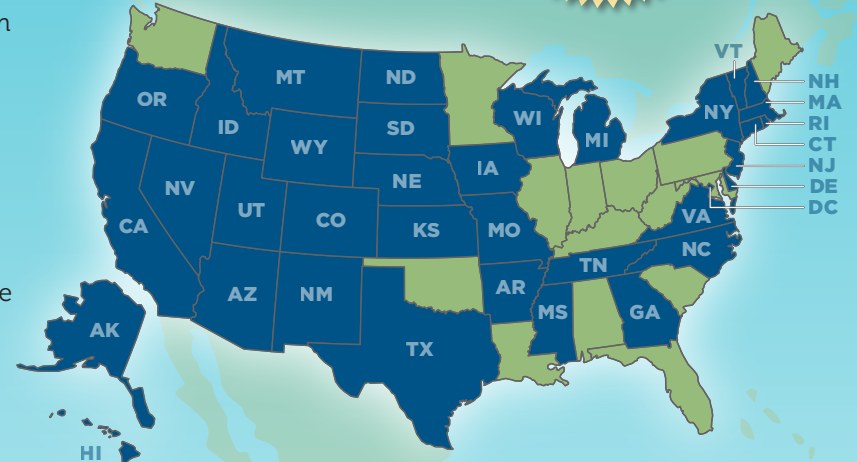 n
VT
MT
ND
OR
NH
MA
NY
WI
ID
SD
RI
MI
WY
CT
IA
NJ
NE
NV
DE
UT
DC
CO
VA
CA
KS
MO
NC
TN
e
AZ
NM
AR
MS
GA
AK
TX
HI